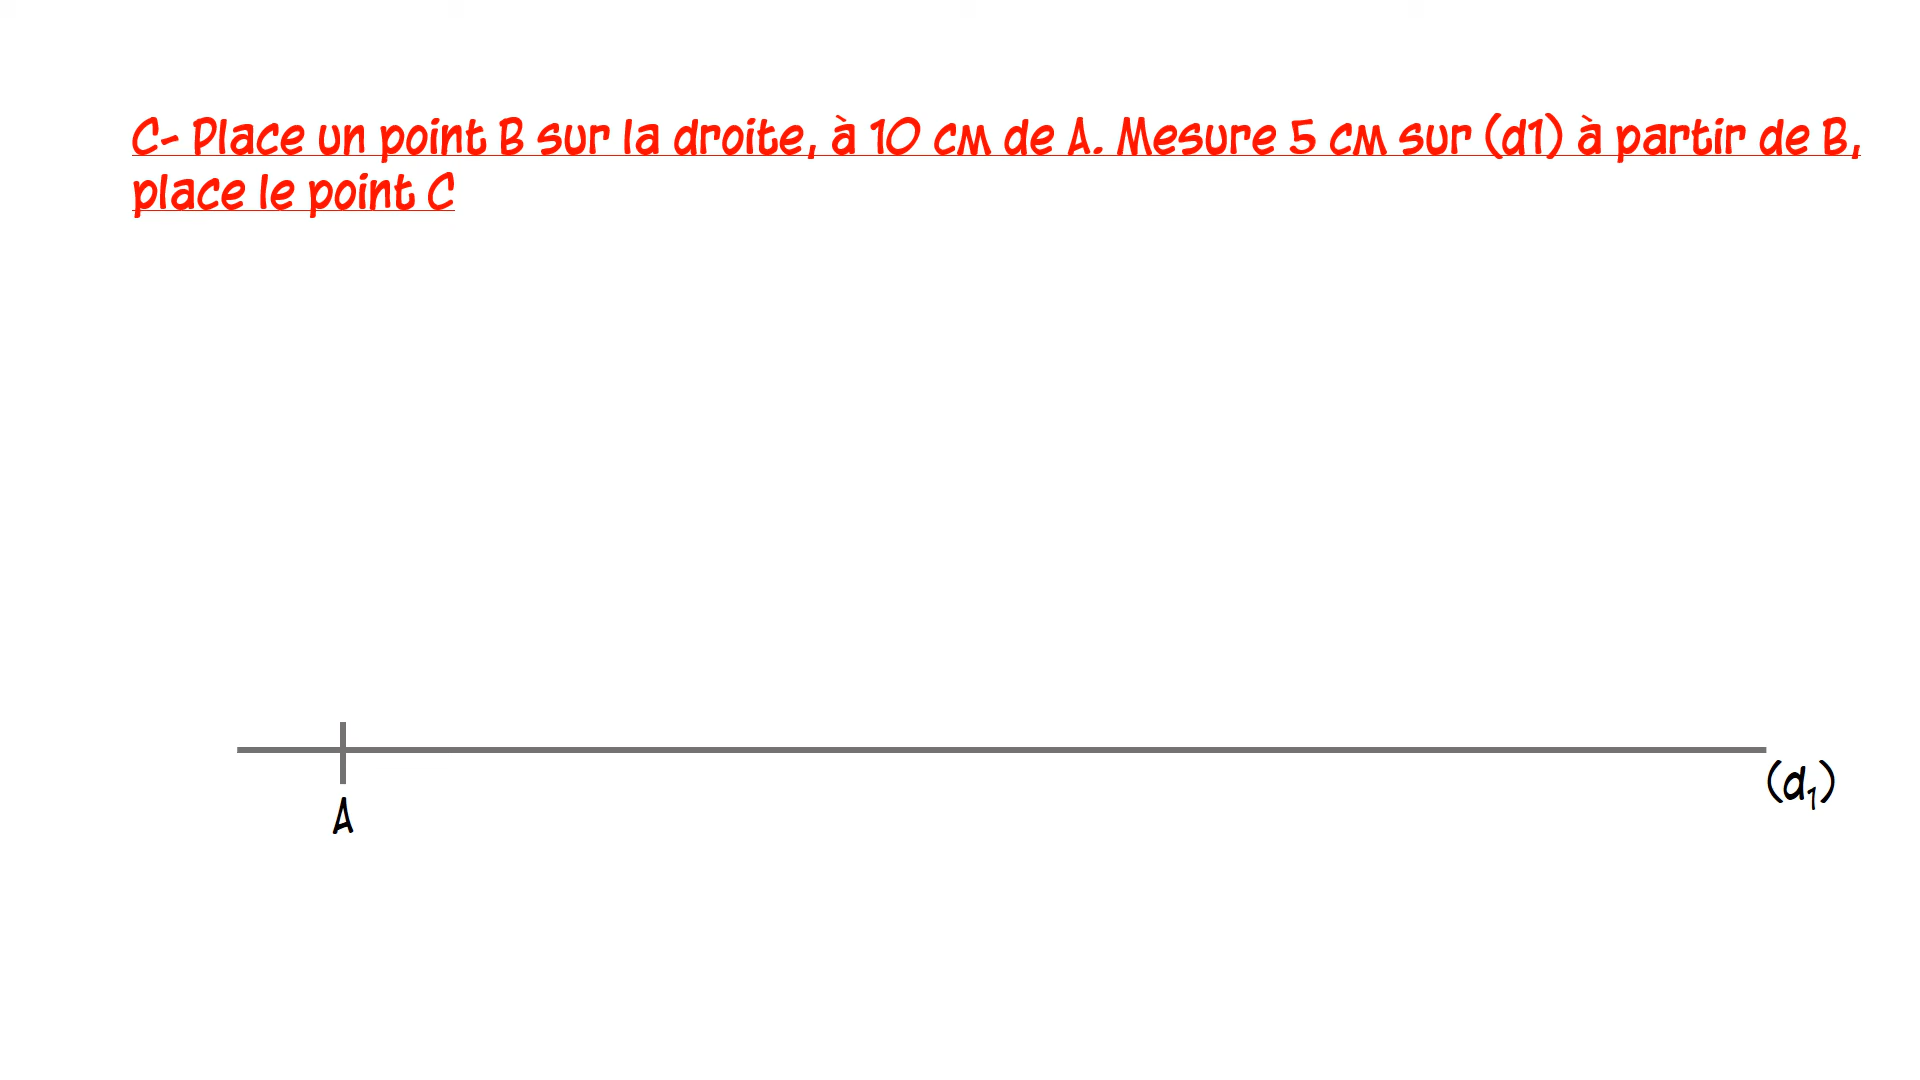 C- Place un point B sur la droite, à 10 cm de A. Mesure 5 cm sur (d1) à partir de B,
place le point C
A
(d₁)